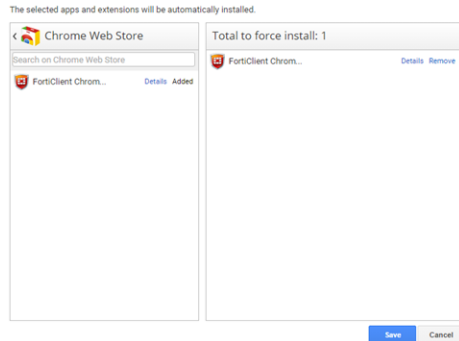 The selected apps and extensions will be automatically installed.
Chrome Web Store
Search on Chrome Web Store
FortiClient Chrom... Details Added
Total to force install: 1
FortiClient Chrom... Details Remove
Save Cancel